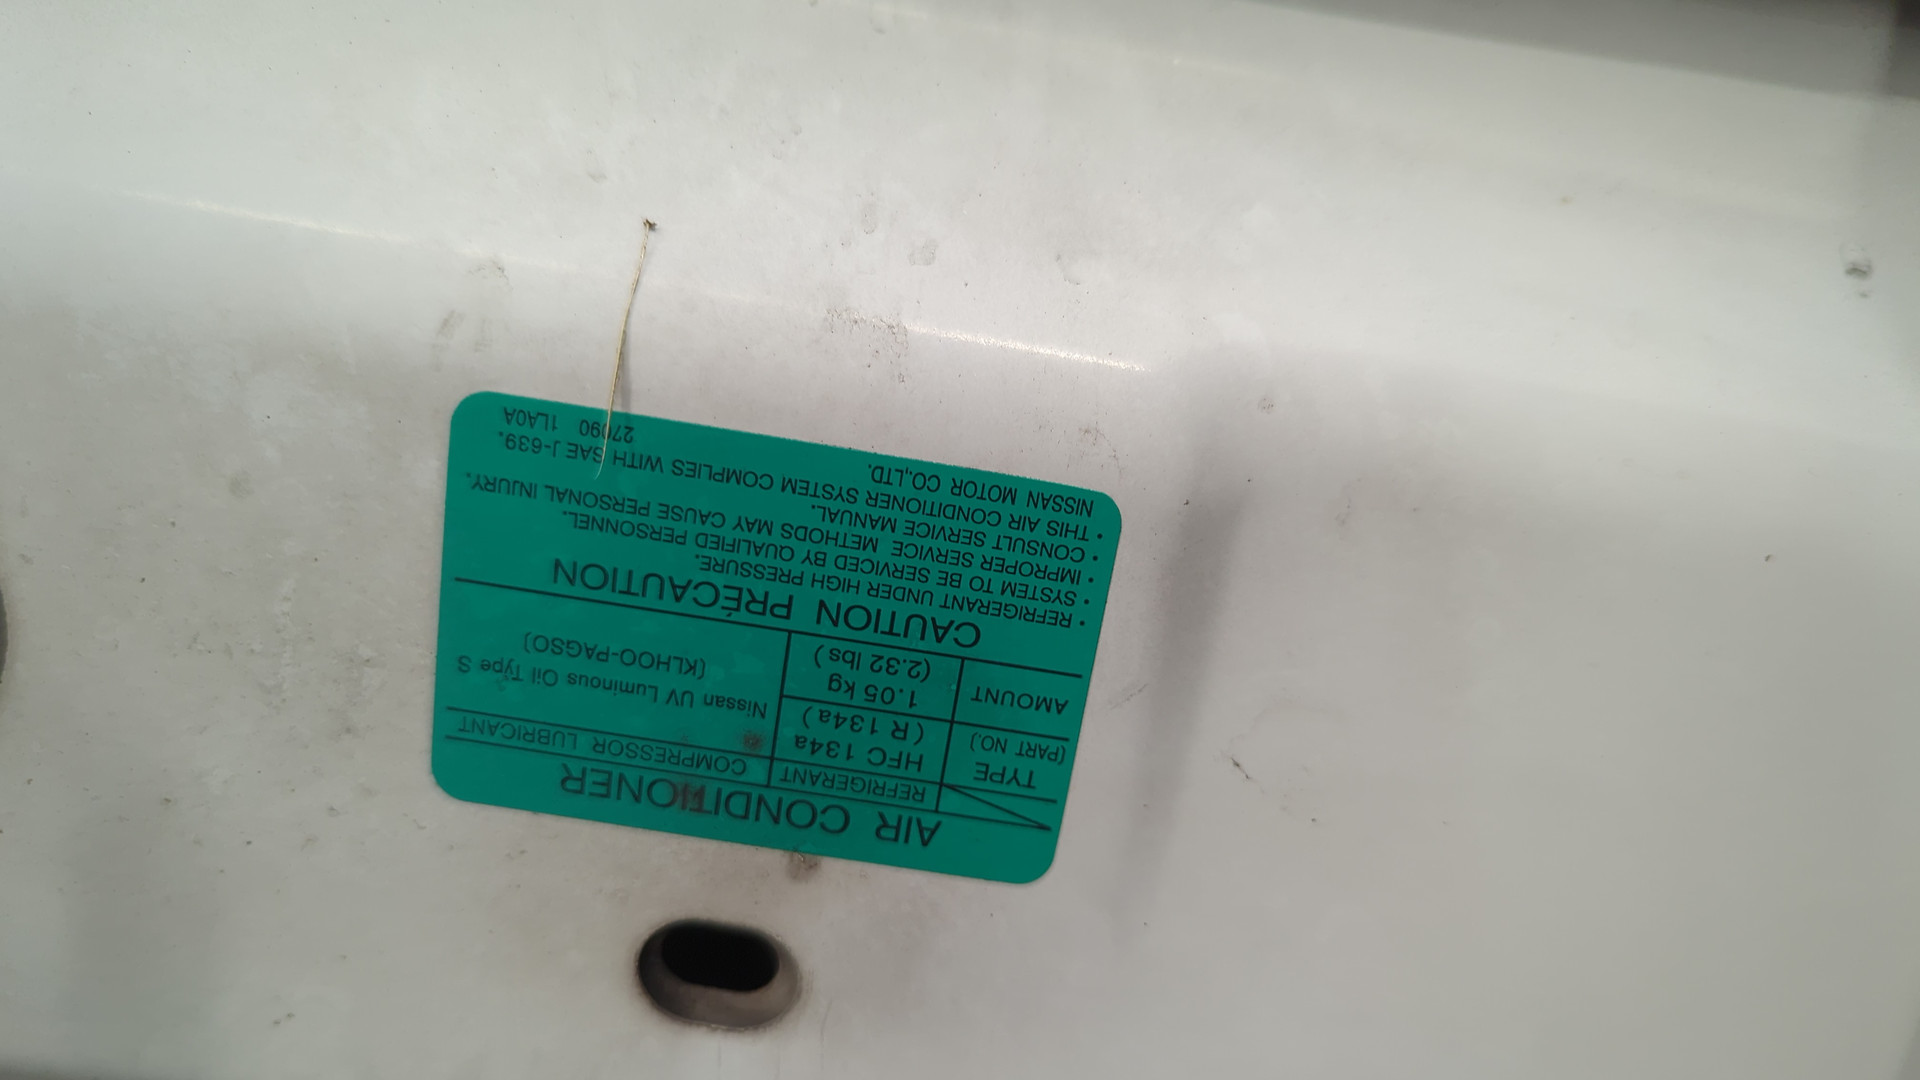 AIR CONDITIONER
REFRIGERANT COMPRESSOR LUBRICANT
TYPE
(PART NO.)
HFC 134a
( R 134a )
Nissan UV Luminous Oil Type S
(KLHOO-PAGSO)
AMOUNT
1.05 kg
(2.32 lbs )
CAUTION PRÉCAUTION
• REFRIGERANT UNDER HIGH PRESSURE.
• SYSTEM TO BE SERVICED BY QUALIFIED PERSONNEL.
• IMPROPER SERVICE METHODS MAY CAUSE PERSONAL INJURY.
• CONSULT SERVICE MANUAL.
• THIS AIR CONDITIONER SYSTEM COMPLIES WITH SAE J-639.
NISSAN MOTOR CO.,LTD.
27090 1LA0A